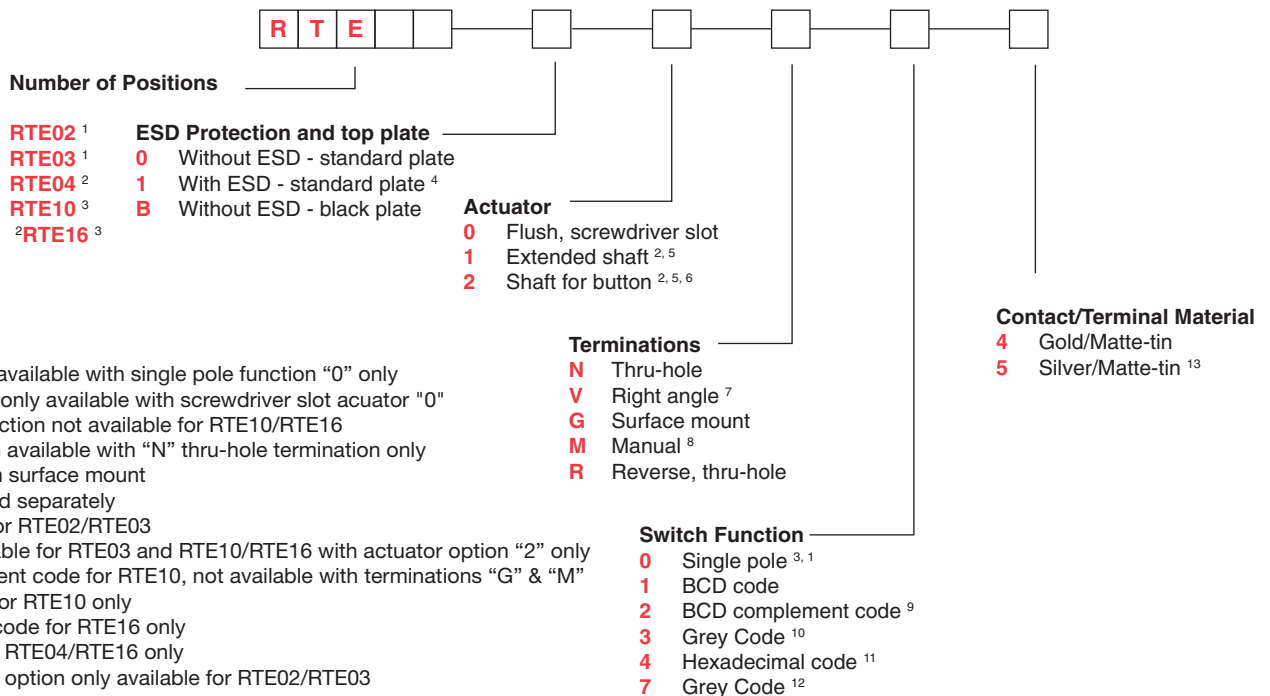 R T E
Number of Positions
RTE02 1
RTE03 1
RTE04 2
RTE10 3
2RTE16 3
ESD Protection and top plate
0 Without ESD - standard plate
1 With ESD - standard plate 4
B Without ESD - black plate
Actuator
0 Flush, screwdriver slot
1 Extended shaft 2, 5
2 Shaft for button 2, 5, 6
Terminations
N Thru-hole
V Right angle 7
G Surface mount
M Manual 8
R Reverse, thru-hole
Switch Function
0 Single pole 3, 1
1 BCD code
2 BCD complement code 9
3 Grey Code 10
4 Hexadecimal code 11
7 Grey Code 12
Contact/Terminal Material
4 Gold/Matte-tin
5 Silver/Matte-tin 13
available with single pole function “0” only
only available with screwdriver slot acuator "0"
ction not available for RTE10/RTE16
available with “N” thru-hole termination only
surface mount
d separately
or RTE02/RTE03
able for RTE03 and RTE10/RTE16 with actuator option “2” only
ent code for RTE10, not available with terminations “G” & “M”
or RTE10 only
code for RTE16 only
RTE04/RTE16 only
option only available for RTE02/RTE03